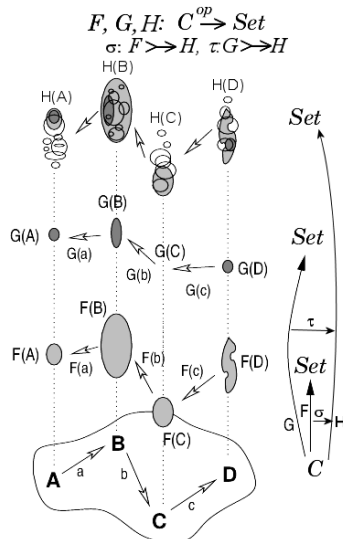 F, G, H: C^op → Set
σ: F ↣ H, τ: G ↣ H
H(B)
H(A)
H(D)
H(C)
Set
G(B)
G(A)
G(a)
G(b)
G(C)
G(c)
G(D)
Set
F(B)
F(A)
F(a)
F(b)
F(c)
F(D)
F(C)
τ
Set
G
F
σ
H
C
A
a
B
b
C
c
D